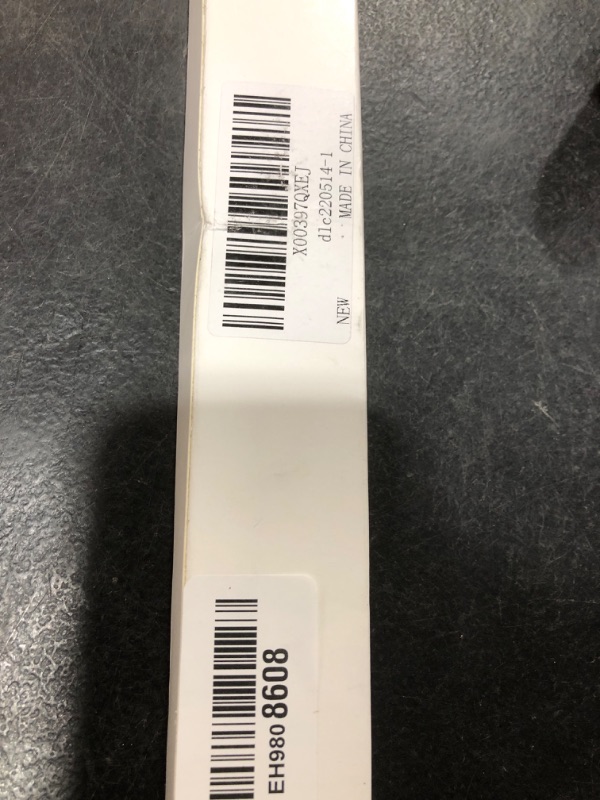 X00397QXEJ
dlc220514-1
NEW
MADE IN CHINA
EH980 8608